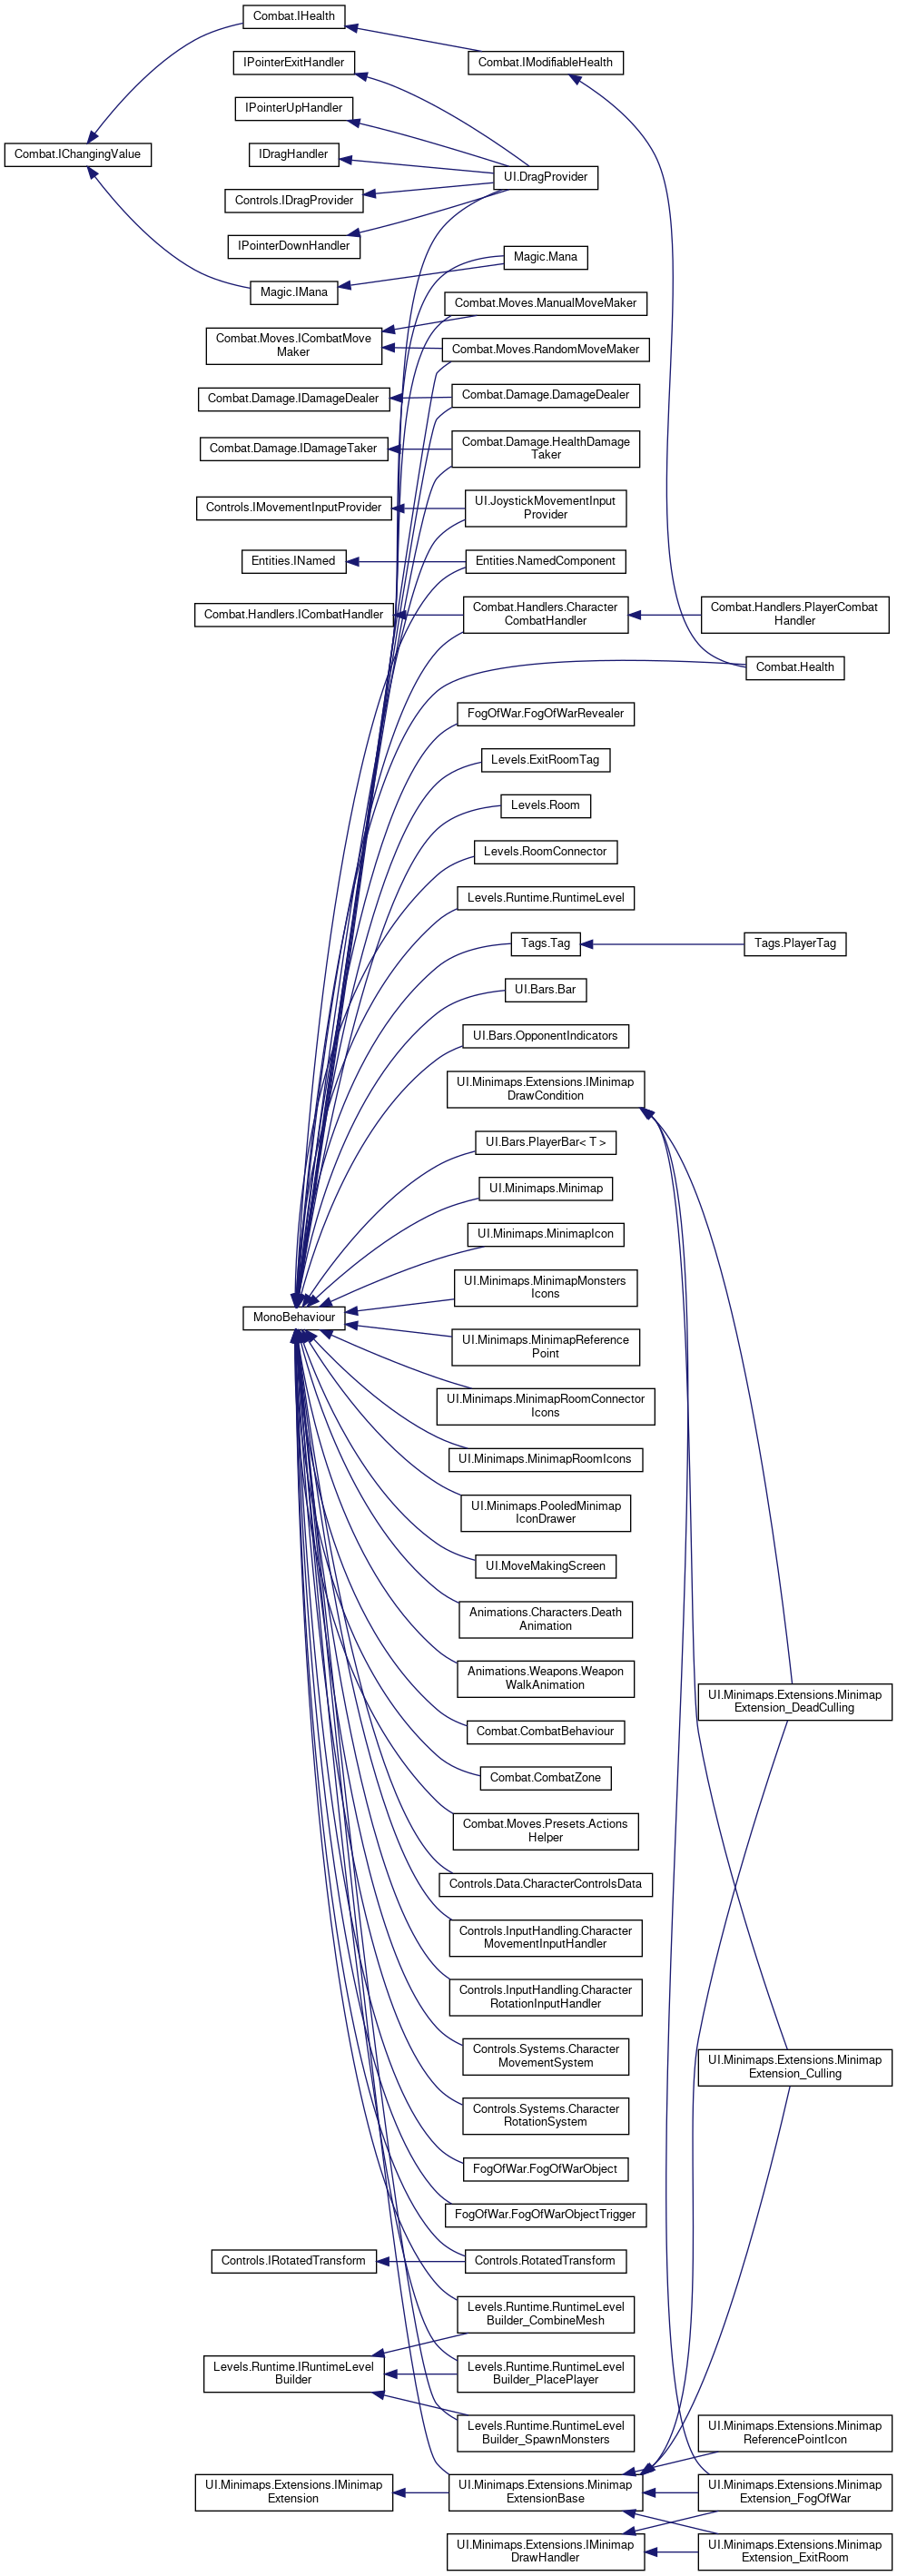 Combat.IHealth
IPointerExitHandler
Combat.IModifiableHealth
IPointerUpHandler
Combat.IChangingValue
IDragHandler
UI.DragProvider
Controls.IDragProvider
IPointerDownHandler
Magic.Mana
Magic.IMana
Combat.Moves.ManualMoveMaker
Combat.Moves.ICombatMove
Maker
Combat.Moves.RandomMoveMaker
Combat.Damage.IDamageDealer
Combat.Damage.DamageDealer
Combat.Damage.IDamageTaker
Combat.Damage.HealthDamage
Taker
Controls.IMovementInputProvider
UI.JoystickMovementInput
Provider
Entities.INamed
Entities.NamedComponent
Combat.Handlers.ICombatHandler
Combat.Handlers.Character
CombatHandler
Combat.Handlers.PlayerCombat
Handler
Combat.Health
FogOfWar.FogOfWarRevealer
Levels.ExitRoomTag
Levels.Room
Levels.RoomConnector
Levels.Runtime.RuntimeLevel
Tags.Tag
Tags.PlayerTag
UI.Bars.Bar
UI.Bars.OpponentIndicators
UI.Minimaps.Extensions.IMinimap
DrawCondition
UI.Bars.PlayerBar< T >
UI.Minimaps.Minimap
UI.Minimaps.MinimapIcon
UI.Minimaps.MinimapMonsters
Icons
MonoBehaviour
UI.Minimaps.MinimapReference
Point
UI.Minimaps.MinimapRoomConnector
Icons
UI.Minimaps.MinimapRoomIcons
UI.Minimaps.PooledMinimap
IconDrawer
UI.MoveMakingScreen
Animations.Characters.Death
Animation
Animations.Weapons.Weapon
WalkAnimation
UI.Minimaps.Extensions.Minimap
Extension_DeadCulling
Combat.CombatBehaviour
Combat.CombatZone
Combat.Moves.Presets.Actions
Helper
Controls.Data.CharacterControlsData
Controls.InputHandling.Character
MovementInputHandler
Controls.InputHandling.Character
RotationInputHandler
Controls.Systems.Character
MovementSystem
UI.Minimaps.Extensions.Minimap
Extension_Culling
Controls.Systems.Character
RotationSystem
FogOfWar.FogOfWarObject
FogOfWar.FogOfWarObjectTrigger
Controls.IRotatedTransform
Controls.RotatedTransform
Levels.Runtime.RuntimeLevel
Builder_CombineMesh
Levels.Runtime.IRuntimeLevel
Builder
Levels.Runtime.RuntimeLevel
Builder_PlacePlayer
Levels.Runtime.RuntimeLevel
Builder_SpawnMonsters
UI.Minimaps.Extensions.Minimap
ReferencePointIcon
UI.Minimaps.Extensions.IMinimap
Extension
UI.Minimaps.Extensions.Minimap
ExtensionBase
UI.Minimaps.Extensions.Minimap
Extension_FogOfWar
UI.Minimaps.Extensions.IMinimap
DrawHandler
UI.Minimaps.Extensions.Minimap
Extension_ExitRoom